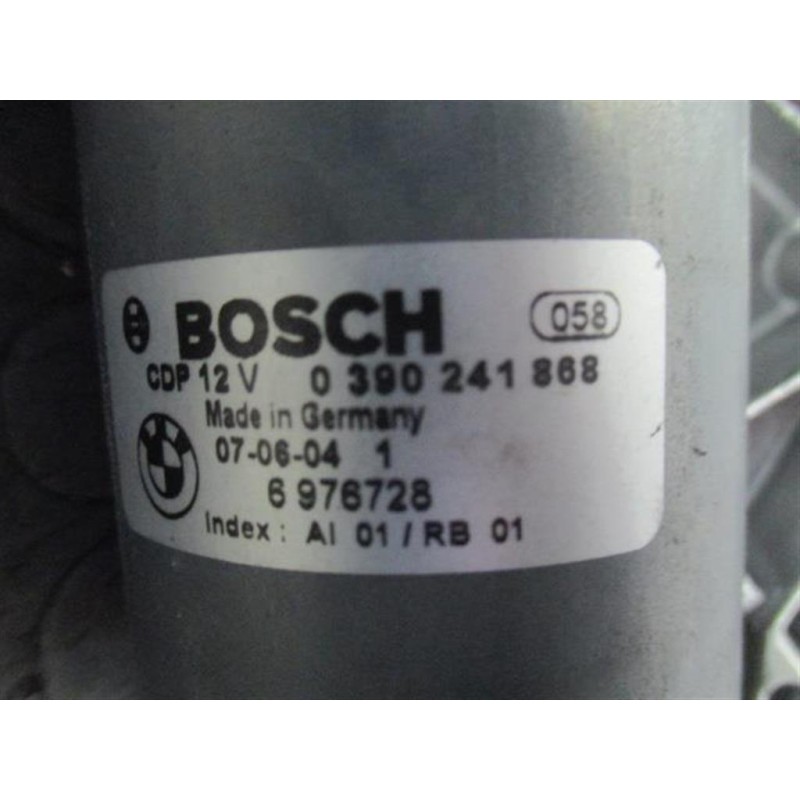 BOSCH 058
CDP 12 V 0 390 241 868
Made in Germany
07-06-04 1
6 976728
Index: AI 01 / RB 01